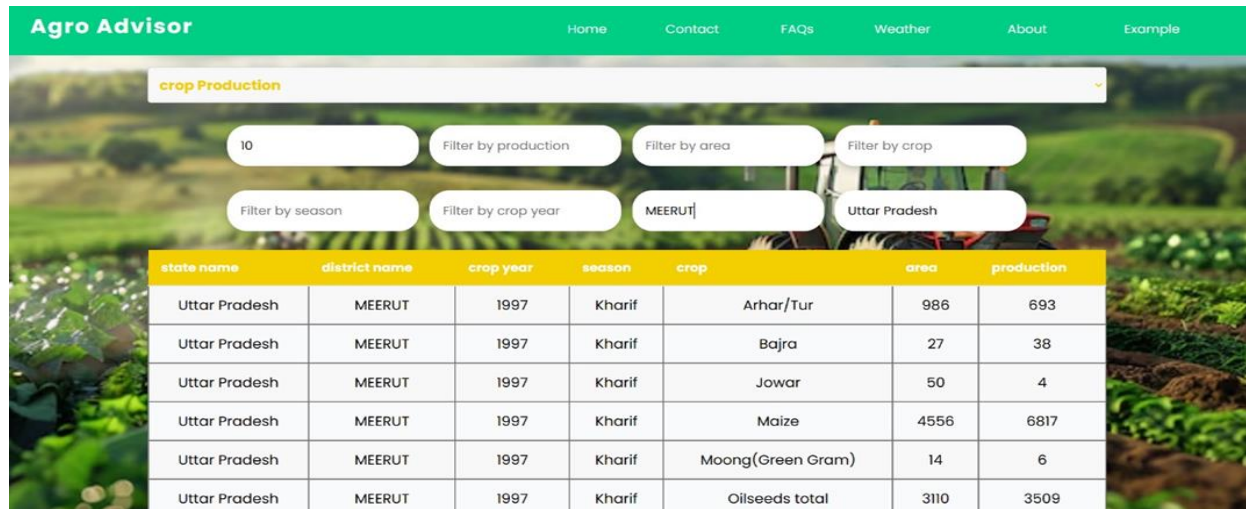 Agro Advisor Home Contact FAQs Weather About Example
crop Production
10 Filter by production Filter by area Filter by crop
Filter by season Filter by crop year MEERUT Uttar Pradesh
state name district name crop year season crop area production
Uttar Pradesh MEERUT 1997 Kharif Arhar/Tur 986 693
Uttar Pradesh MEERUT 1997 Kharif Bajra 27 38
Uttar Pradesh MEERUT 1997 Kharif Jowar 50 4
Uttar Pradesh MEERUT 1997 Kharif Maize 4556 6817
Uttar Pradesh MEERUT 1997 Kharif Moong(Green Gram) 14 6
Uttar Pradesh MEERUT 1997 Kharif Oilseeds total 3110 3509